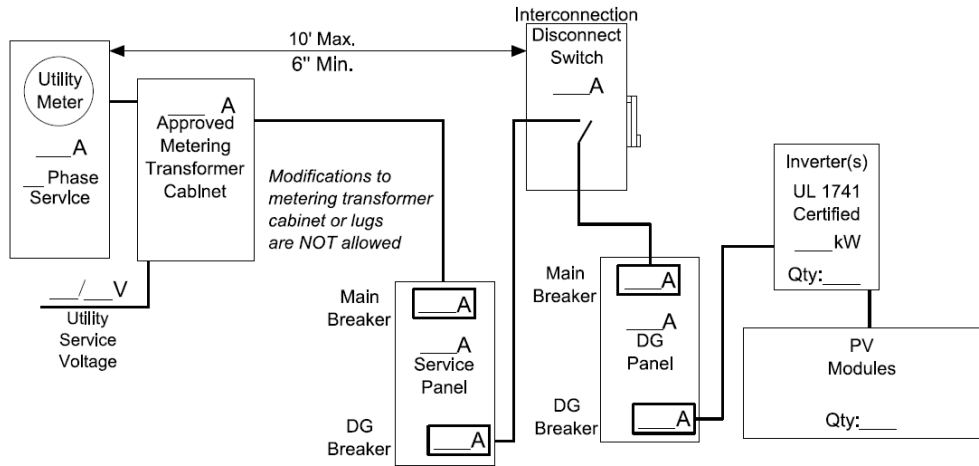 Interconnection
Disconnect
Switch
___A
10' Max.
6" Min.
Utility
Meter
___A
__Phase
Service
____ A
Approved
Metering
Transformer
Cabinet
Modifications to
metering transformer
cabinet or lugs
are NOT allowed
___/___V
Utility
Service
Voltage
Main
Breaker
____A
____A
Service
Panel
DG
Breaker
____A
Main
Breaker
____A
____A
DG
Panel
DG
Breaker
____A
Inverter(s)
UL 1741
Certified
____kW
Qty:____
PV
Modules
Qty:____